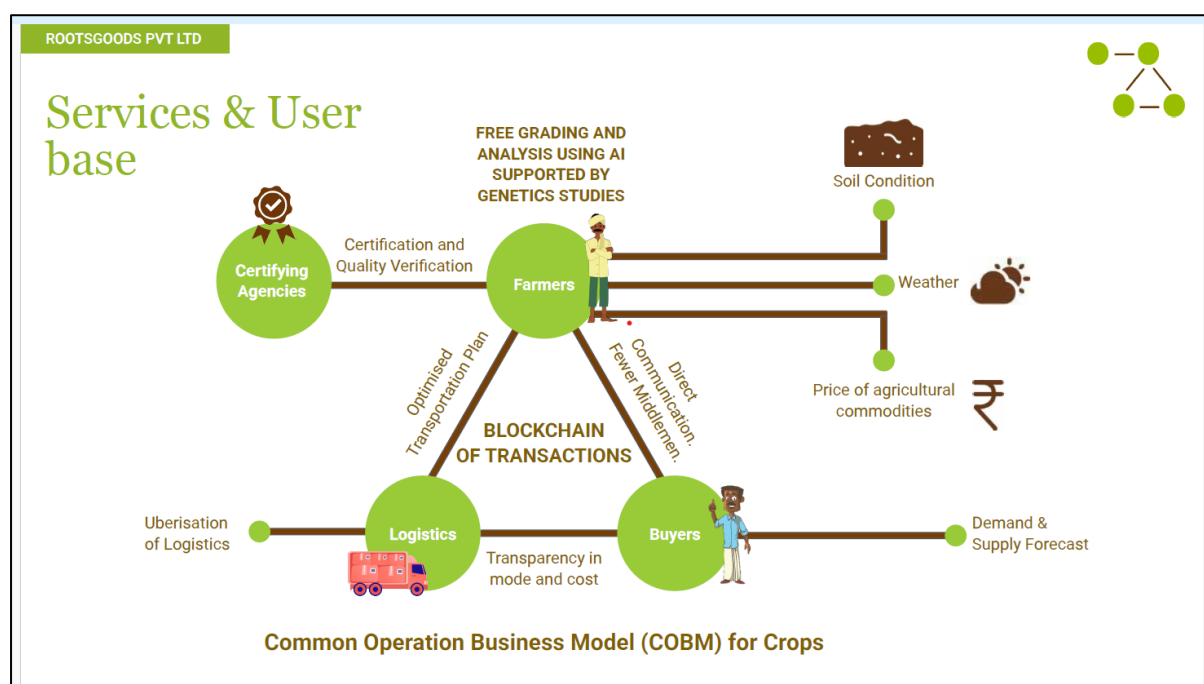 ROOTSGOODS PVT LTD
Services & User
base
FREE GRADING AND
ANALYSIS USING AI
SUPPORTED BY
GENETICS STUDIES
Soil Condition
Certification and
Quality Verification
Certifying
Agencies
Farmers
Weather
Optimised
Transportation Plan
Direct
Communication.
Fewer Middlemen.
Price of agricultural
commodities
₹
BLOCKCHAIN
OF TRANSACTIONS
Uberisation
of Logistics
Logistics
Transparency in
mode and cost
Buyers
Demand &
Supply Forecast
Common Operation Business Model (COBM) for Crops